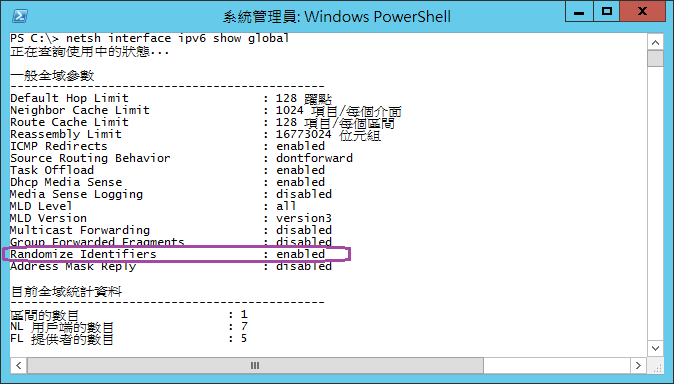 系統管理員: Windows PowerShell
PS C:\> netsh interface ipv6 show global
正在查詢使用中的狀態...
一般全域參數
---------------------------------------------
Default Hop Limit : 128 躍點
Neighbor Cache Limit : 1024 項目/每個介面
Route Cache Limit : 128 項目/每個區間
Reassembly Limit : 16773024 位元組
ICMP Redirects : enabled
Source Routing Behavior : dontforward
Task Offload : enabled
Dhcp Media Sense : enabled
Media Sense Logging : disabled
MLD Level : all
MLD Version : version3
Multicast Forwarding : disabled
Group Forwarded Fragments : disabled
Randomize Identifiers : enabled
Address Mask Reply : disabled
目前全域統計資料
---------------------------------------------
區間的數目 : 1
NL 用戶端的數目 : 7
FL 提供者的數目 : 5